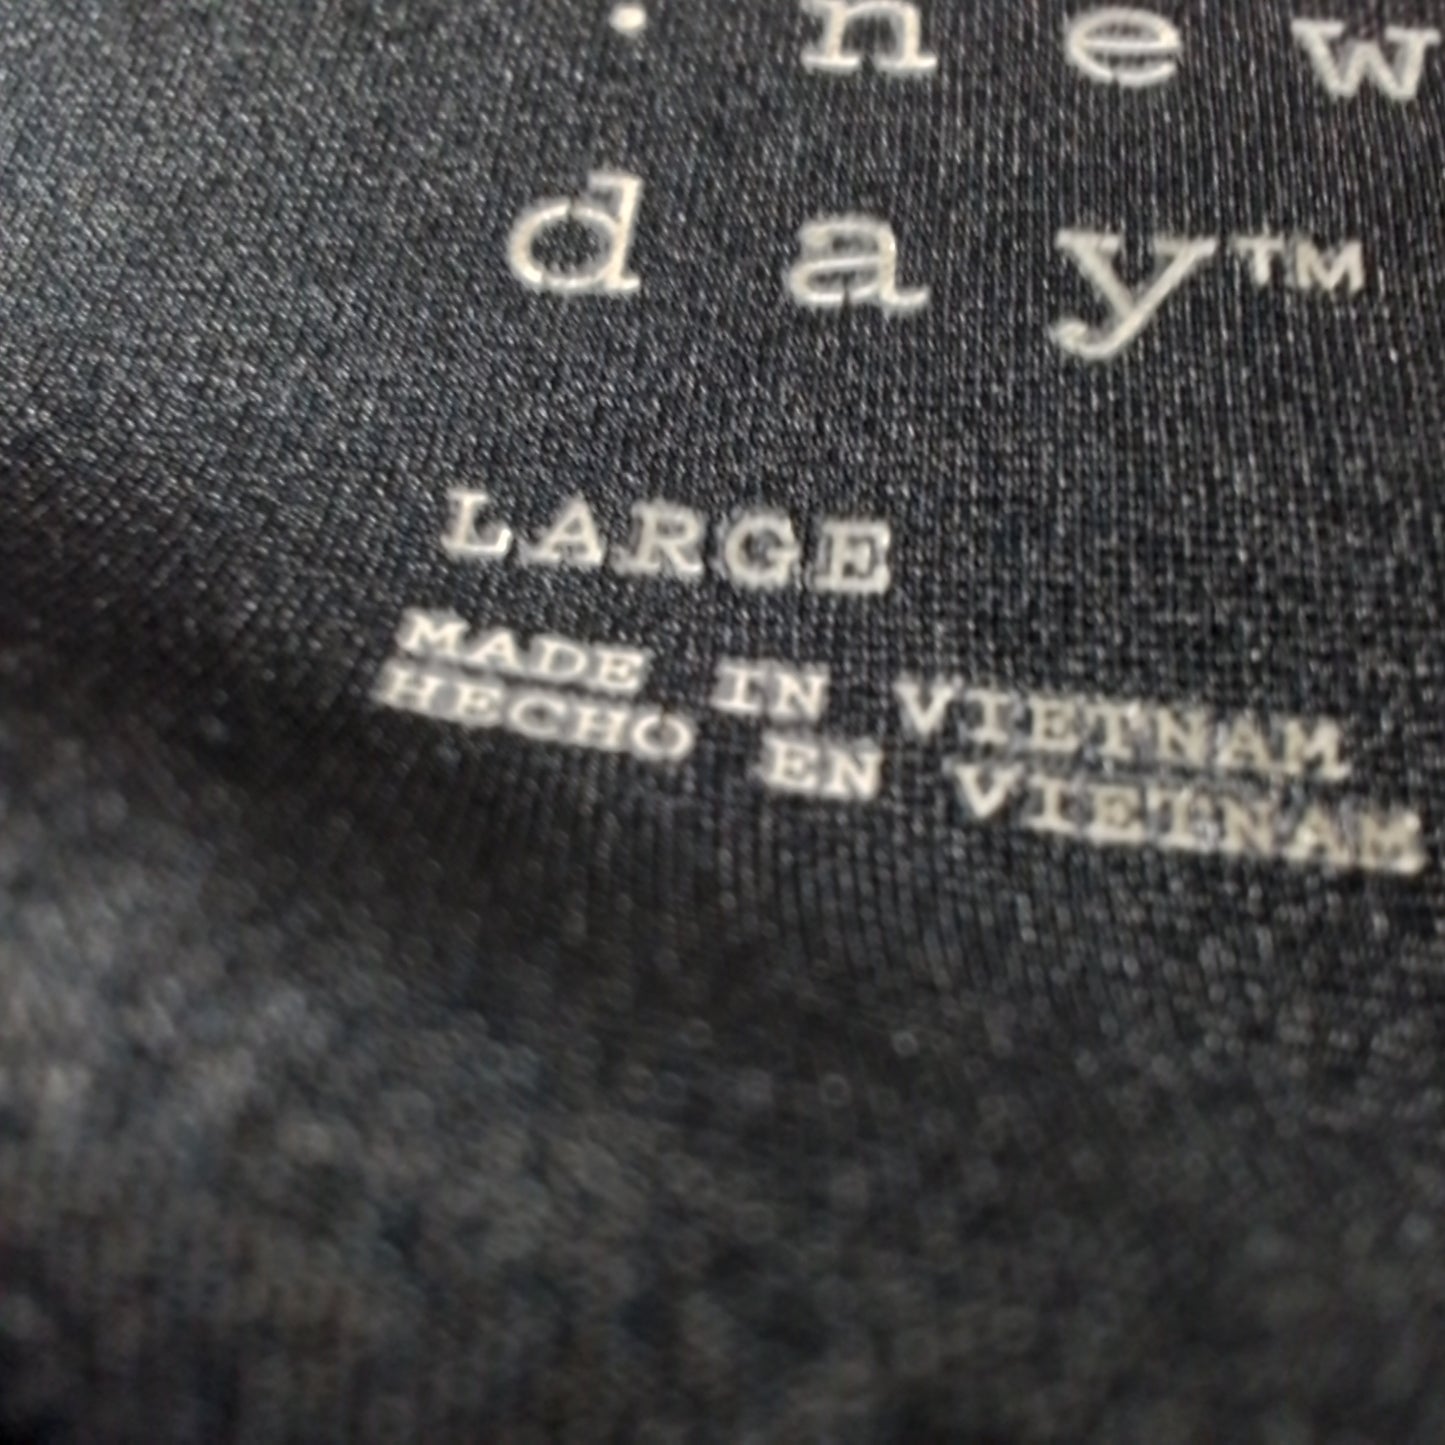 · new
day™
LARGE
MADE IN VIETNAM
HECHO EN VIETNAM